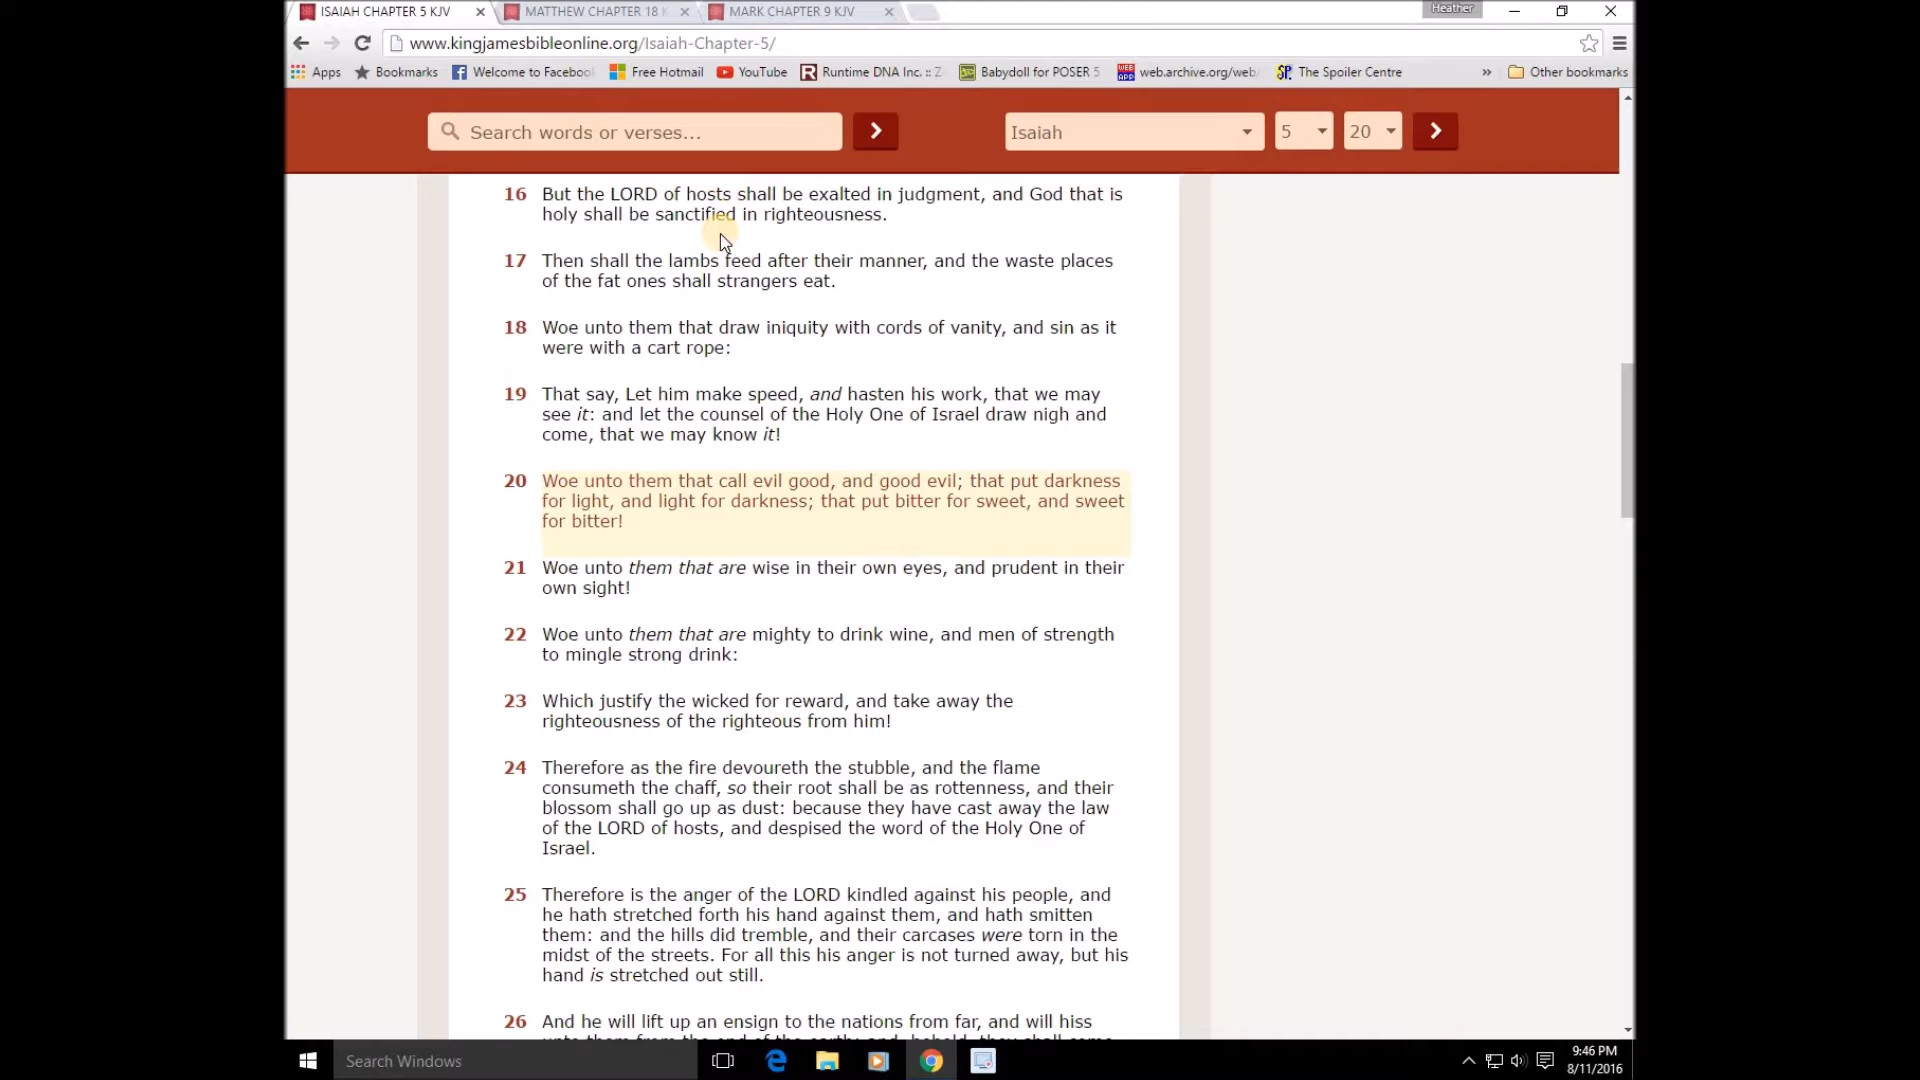 ISAIAH CHAPTER 5 KJV
MATTHEW CHAPTER 18 K
MARK CHAPTER 9 KJV
Heather
www.kingjamesbibleonline.org/Isaiah-Chapter-5/
Apps
Bookmarks
Welcome to Faceboo
Free Hotmail
YouTube
Runtime DNA Inc. :: Z
Babydoll for POSER 5
WEB APP
web.archive.org/web/
SP
The Spoiler Centre
»
Other bookmarks
Search words or verses...
Isaiah
5
20
16 But the LORD of hosts shall be exalted in judgment, and God that is
holy shall be sanctified in righteousness.
17 Then shall the lambs feed after their manner, and the waste places
of the fat ones shall strangers eat.
18 Woe unto them that draw iniquity with cords of vanity, and sin as it
were with a cart rope:
19 That say, Let him make speed, and hasten his work, that we may
see it: and let the counsel of the Holy One of Israel draw nigh and
come, that we may know it!
20 Woe unto them that call evil good, and good evil; that put darkness
for light, and light for darkness; that put bitter for sweet, and sweet
for bitter!
21 Woe unto them that are wise in their own eyes, and prudent in their
own sight!
22 Woe unto them that are mighty to drink wine, and men of strength
to mingle strong drink:
23 Which justify the wicked for reward, and take away the
righteousness of the righteous from him!
24 Therefore as the fire devoureth the stubble, and the flame
consumeth the chaff, so their root shall be as rottenness, and their
blossom shall go up as dust: because they have cast away the law
of the LORD of hosts, and despised the word of the Holy One of
Israel.
25 Therefore is the anger of the LORD kindled against his people, and
he hath stretched forth his hand against them, and hath smitten
them: and the hills did tremble, and their carcases were torn in the
midst of the streets. For all this his anger is not turned away, but his
hand is stretched out still.
26 And he will lift up an ensign to the nations from far, and will hiss
Search Windows
9:46 PM
8/11/2016